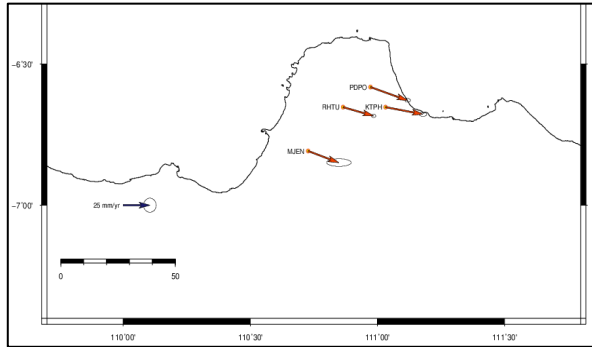 -6˚30'
PDPO
RHTU KTPH
MJEN
25 mm/yr
-7˚00'
0 50
110˚00' 110˚30' 111˚00' 111˚30'